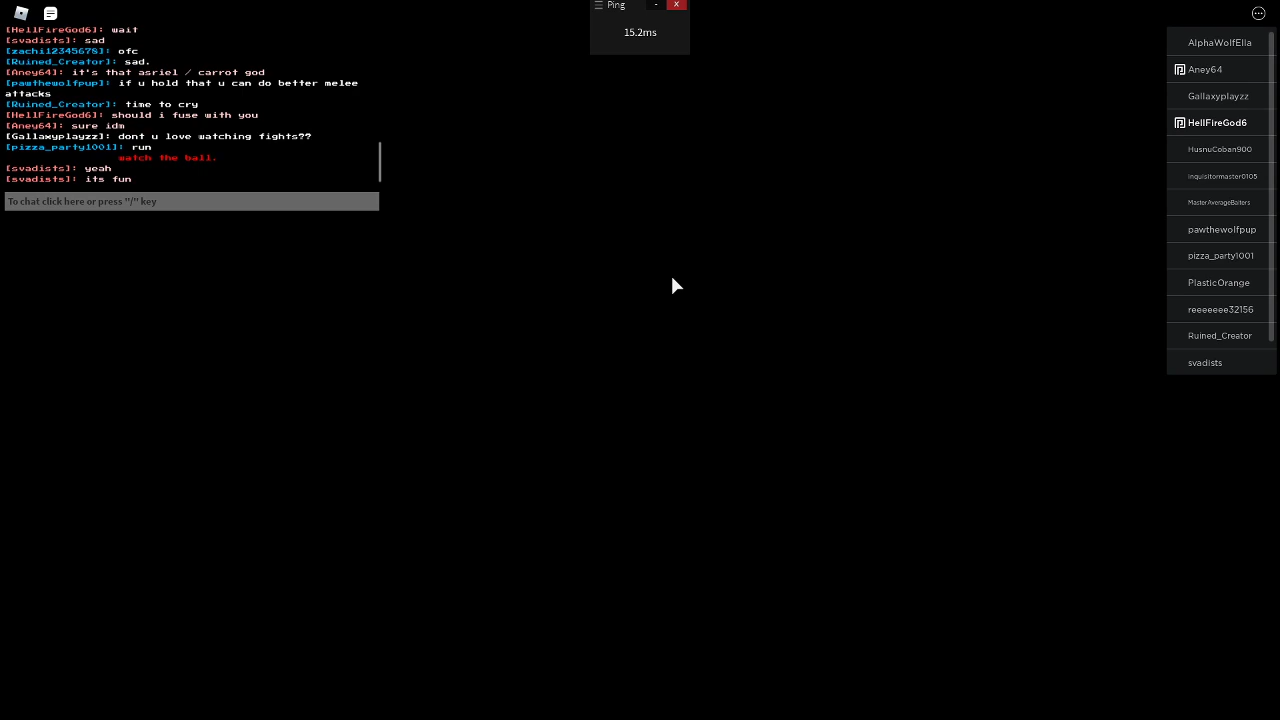 Ping
- X
15.2ms
[HellFireGod6]: wait
[svadists]: sad
[zachi12345678]: ofc
[Ruined_Creator]: sad.
[Aney64]: it's that asriel / carrot god
[pawthewolfpup]: if u hold that u can do better melee
attacks
[Ruined_Creator]: time to cry
[HellFireGod6]: should i fuse with you
[Aney64]: sure idm
[Gallaxyplayzz]: dont u love watching fights??
[pizza_party1001]: run
watch the ball.
[svadists]: yeah
[svadists]: its fun
To chat click here or press "/" key
AlphaWolfElla
Aney64
Gallaxyplayzz
HellFireGod6
HusnuCoban900
Inquisitormaster0105
MasterAverageBaiters
pawthewolfpup
pizza_party1001
PlasticOrange
reeeeeee32156
Ruined_Creator
svadists